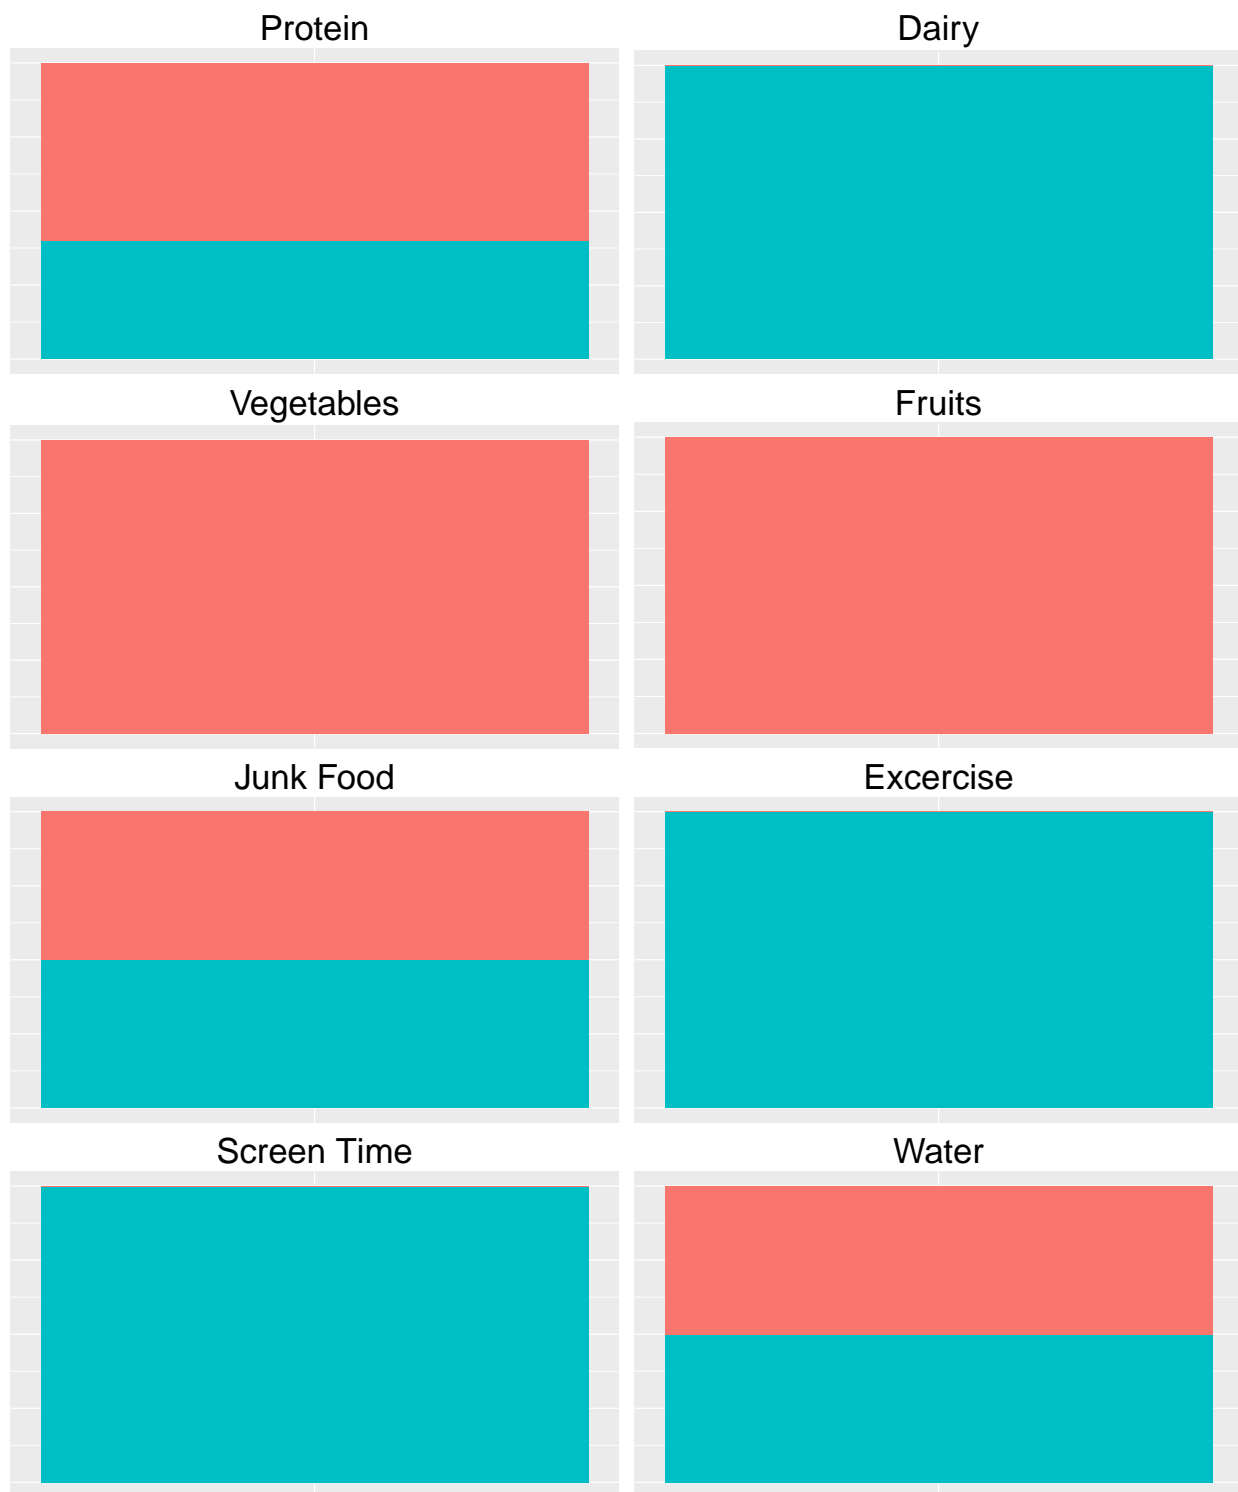 Protein
Dairy
Vegetables
Fruits
Junk Food
Excercise
Screen Time
Water